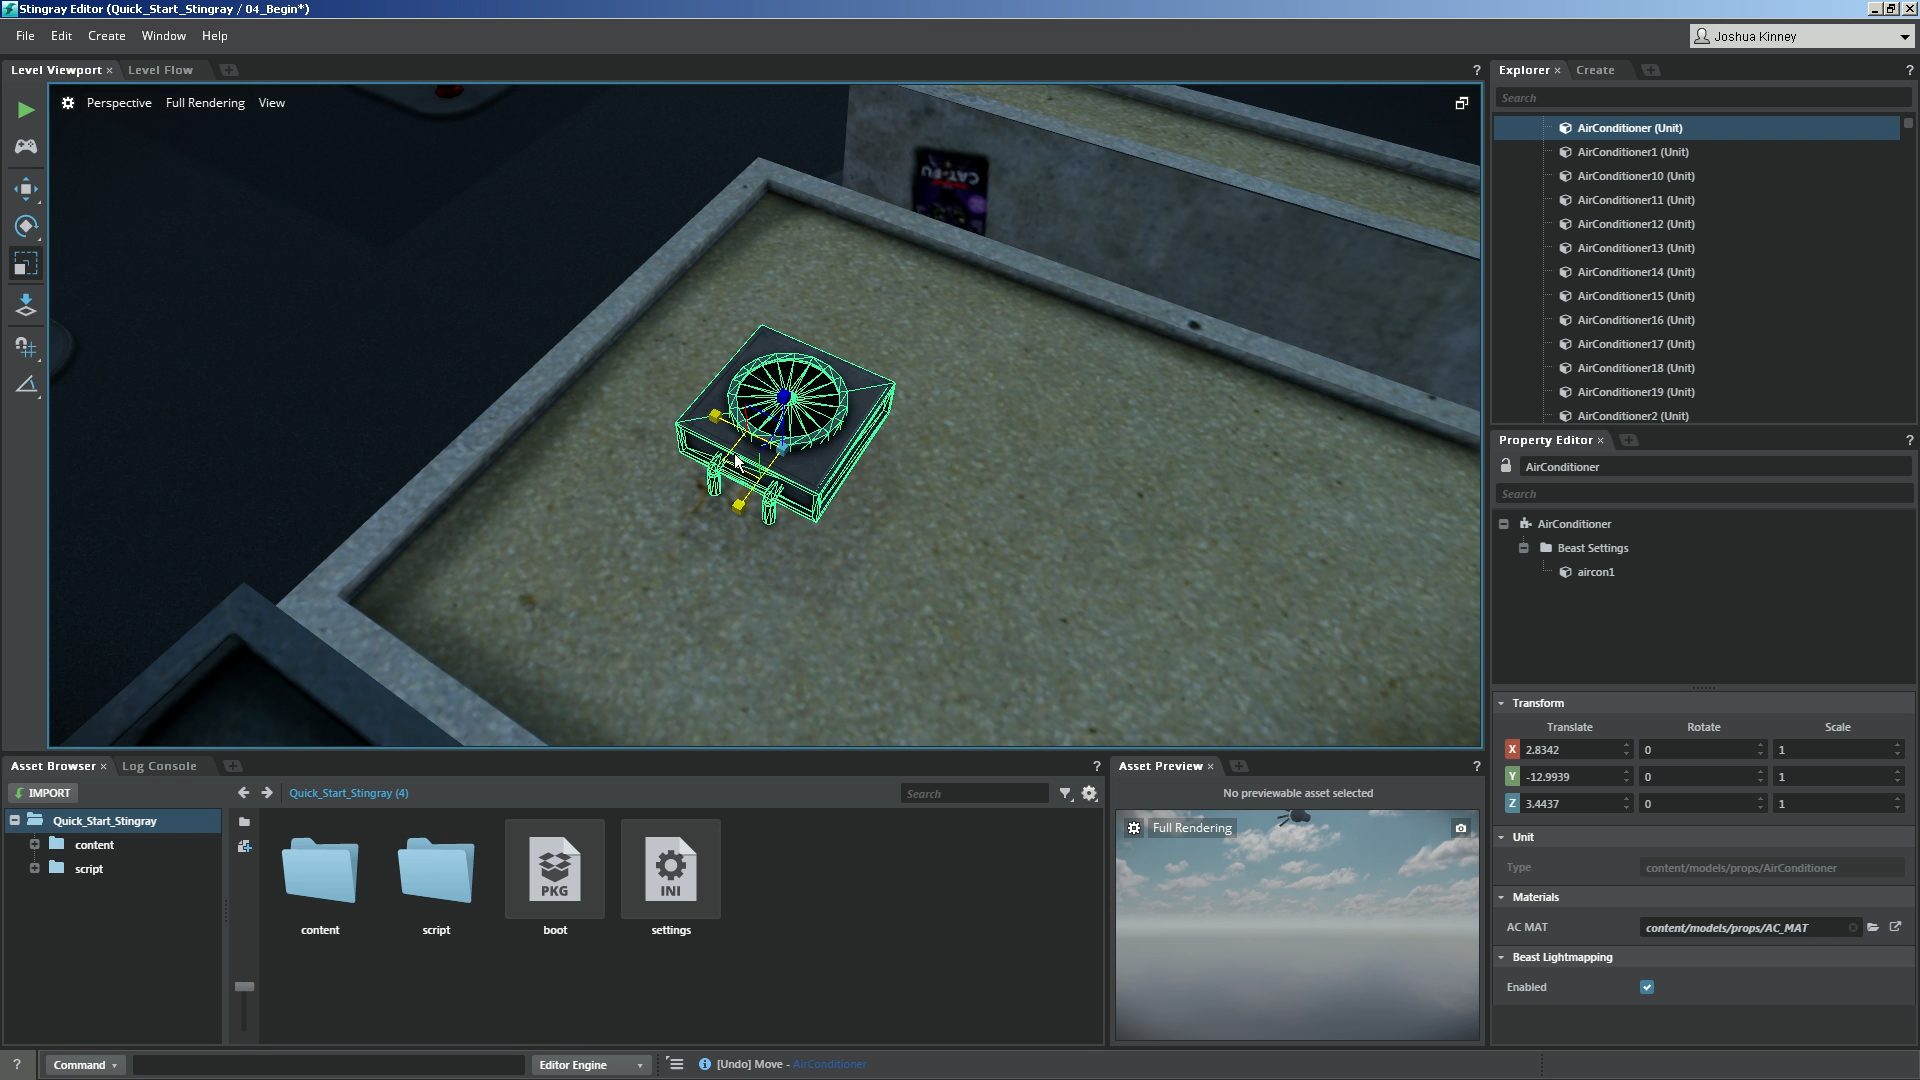 Stingray Editor (Quick_Start_Stingray / 04_Begin*)
File Edit Create Window Help
Joshua Kinney
Level Viewport × Level Flow
?
Explorer × Create
?
Perspective Full Rendering View
Search
CAT-FU
AirConditioner (Unit)
AirConditioner1 (Unit)
AirConditioner10 (Unit)
AirConditioner11 (Unit)
AirConditioner12 (Unit)
AirConditioner13 (Unit)
AirConditioner14 (Unit)
AirConditioner15 (Unit)
AirConditioner16 (Unit)
AirConditioner17 (Unit)
AirConditioner18 (Unit)
AirConditioner19 (Unit)
AirConditioner2 (Unit)
Property Editor ×
?
AirConditioner
Search
AirConditioner
Beast Settings
aircon1
Transform
Translate Rotate Scale
X 2.8342 0 1
Y -12.9939 0 1
Z 3.4437 0 1
Unit
Type content/models/props/AirConditioner
Materials
AC MAT content/models/props/AC_MAT
Beast Lightmapping
Enabled
Asset Browser × Log Console
?
IMPORT
Quick_Start_Stingray (4)
Search
Quick_Start_Stingray
content
script
PKG
INI
content script boot settings
Asset Preview ×
?
No previewable asset selected
Full Rendering
?
Command
Editor Engine
[Undo] Move - AirConditioner